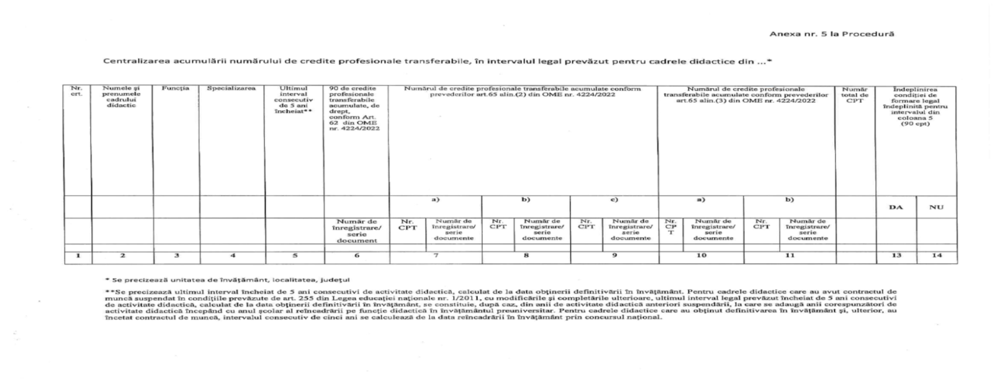 Anexa nr. 5 la Procedură
Centralizarea acumulării numărului de credite profesionale transferabile, în intervalul legal prevăzut pentru cadrele didactice din ...*
Nr.
crt.
Numele și
prenumele
cadrului
didactic
Funcția
Specializarea
Ultimul
interval
consecutiv
de 5 ani
încheiat**
90 de credite
profesionale
transferabile
acumulate, de
drept,
conform Art.
62 din OME
nr. 4224/2022
Numărul de credite profesionale transferabile acumulate conform
prevederilor art.65 alin.(2) din OME nr. 4224/2022
Numărul de credite profesionale
transferabile acumulate conform prevederilor
art.65 alin.(3) din OME nr. 4224/2022
Număr
total de
CPT
Îndeplinirea
condiției de
formare legal
îndeplinită pentru
intervalul din
coloana 5
(90 cpt)
a)
b)
c)
a)
b)
DA
NU
Număr de
înregistrare/
serie
document
Nr.
CPT
Număr de
înregistrare/
serie
documente
Nr.
CPT
Număr de
înregistrare/
serie
documente
Nr.
CPT
Număr de
înregistrare/
serie
documente
Nr.
CP
T
Număr de
înregistrare/
serie
documente
Nr.
CPT
Număr de
înregistrare/
serie
documente
1 2 3 4 5 6 7 8 9 10 11 13 14
* Se precizează unitatea de învățământ, localitatea, județul
**Se precizează ultimul interval încheiat de 5 ani consecutivi de activitate didactică, calculat de la data obținerii definitivării în învățământ. Pentru cadrele didactice care au avut contractul de
muncă suspendat în condițiile prevăzute de art. 255 din Legea educației naționale nr. 1/2011, cu modificările și completările ulterioare, ultimul interval legal prevăzut încheiat de 5 ani consecutivi
de activitate didactică, calculat de la data obținerii definitivării în învățământ, se constituie, după caz, din anii de activitate didactică anteriori suspendării, la care se adaugă anii corespunzători de
activitate didactică începând cu anul școlar al reîncadrării pe funcție didactică în învățământul preuniversitar. Pentru cadrele didactice care au obținut definitivarea în învățământ și, ulterior, au
încetat contractul de muncă, intervalul consecutiv de cinci ani se calculează de la data reîncadrării în învățământ prin concursul național.